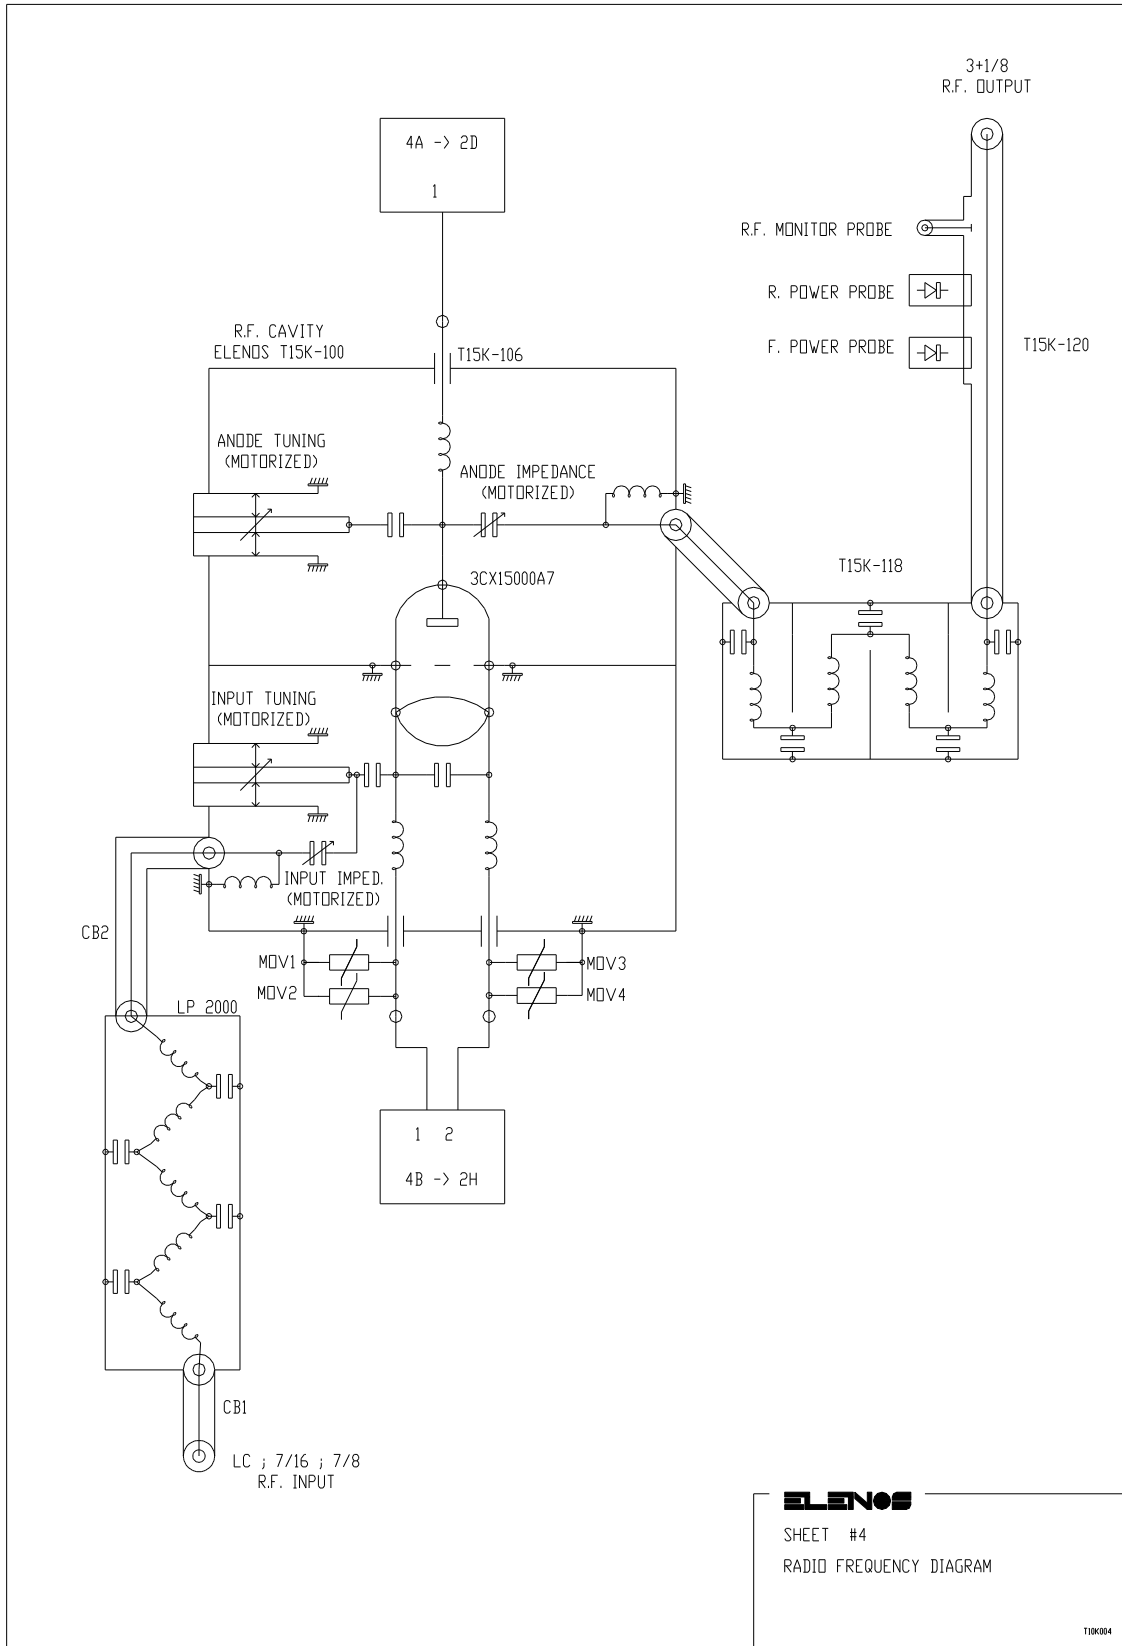 3+1/8
R.F. OUTPUT
4A -> 2D
1
R.F. MONITOR PROBE
R. POWER PROBE
F. POWER PROBE
T15K-120
R.F. CAVITY
ELENOS T15K-100
T15K-106
ANODE TUNING
(MOTORIZED)
ANODE IMPEDANCE
(MOTORIZED)
3CX15000A7
T15K-118
INPUT TUNING
(MOTORIZED)
INPUT IMPED.
(MOTORIZED)
CB2
MOV1
MOV2
MOV3
MOV4
LP 2000
1 2
4B -> 2H
CB1
LC ; 7/16 ; 7/8
R.F. INPUT
ELENOS
SHEET #4
RADIO FREQUENCY DIAGRAM
T10K004